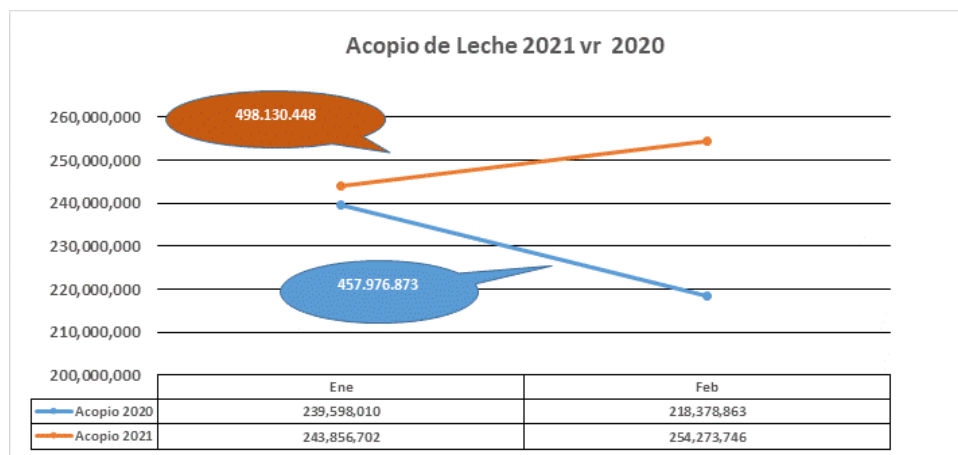 Acopio de Leche 2021 vr 2020
498.130.448
260,000,000
250,000,000
240,000,000
230,000,000
457.976.873
220,000,000
210,000,000
200,000,000
Ene Feb
Acopio 2020 239,598,010 218,378,863
Acopio 2021 243,856,702 254,273,746